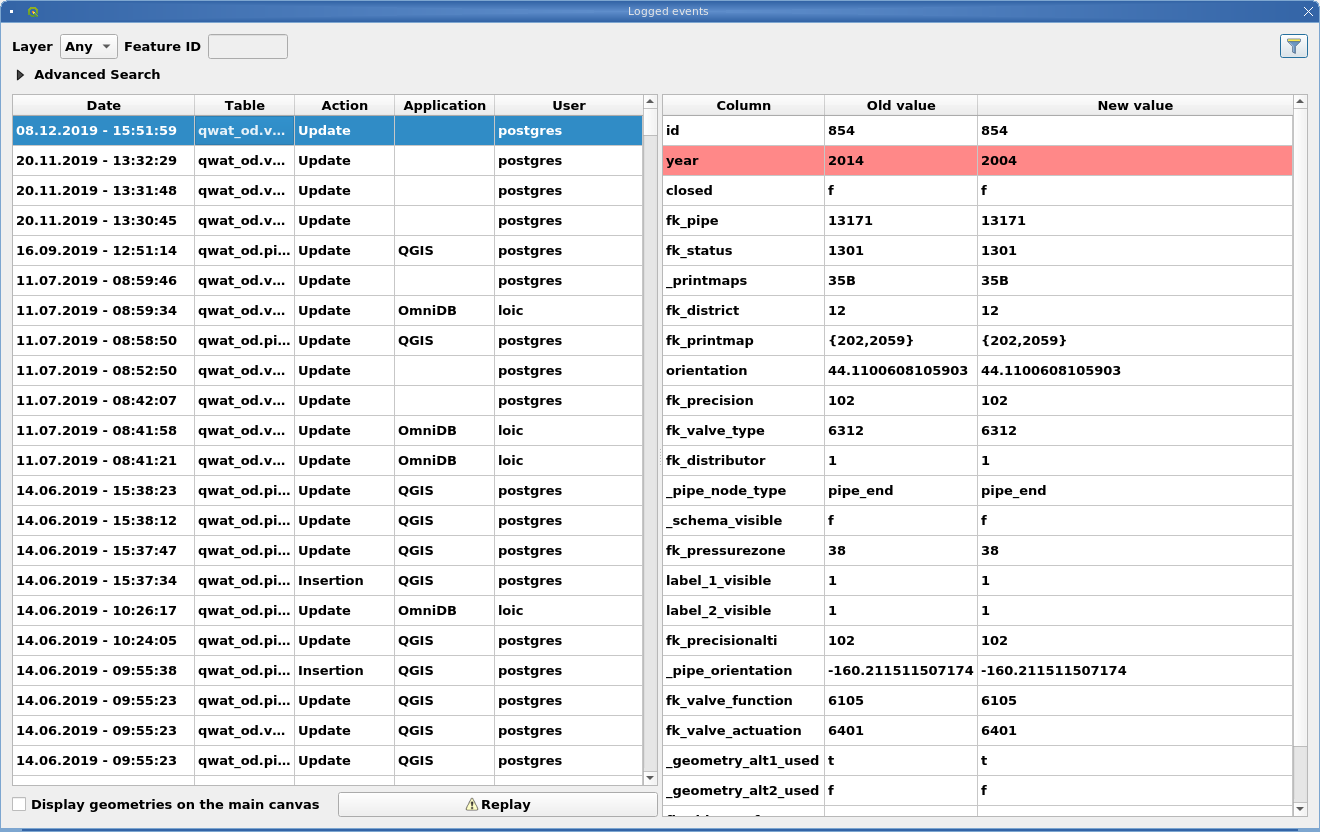 Logged events
Layer Any Feature ID
Advanced Search
Date Table Action Application User
08.12.2019 - 15:51:59 qwat_od.v... Update postgres
20.11.2019 - 13:32:29 qwat_od.v... Update postgres
20.11.2019 - 13:31:48 qwat_od.v... Update postgres
20.11.2019 - 13:30:45 qwat_od.v... Update postgres
16.09.2019 - 12:51:14 qwat_od.pi... Update QGIS postgres
11.07.2019 - 08:59:46 qwat_od.v... Update postgres
11.07.2019 - 08:59:34 qwat_od.v... Update OmniDB loic
11.07.2019 - 08:58:50 qwat_od.pi... Update QGIS postgres
11.07.2019 - 08:52:50 qwat_od.v... Update postgres
11.07.2019 - 08:42:07 qwat_od.v... Update postgres
11.07.2019 - 08:41:58 qwat_od.v... Update OmniDB loic
11.07.2019 - 08:41:21 qwat_od.v... Update OmniDB loic
14.06.2019 - 15:38:23 qwat_od.pi... Update QGIS postgres
14.06.2019 - 15:38:12 qwat_od.pi... Update QGIS postgres
14.06.2019 - 15:37:47 qwat_od.pi... Update QGIS postgres
14.06.2019 - 15:37:34 qwat_od.pi... Insertion QGIS postgres
14.06.2019 - 10:26:17 qwat_od.pi... Update OmniDB loic
14.06.2019 - 10:24:05 qwat_od.pi... Update QGIS postgres
14.06.2019 - 09:55:38 qwat_od.pi... Insertion QGIS postgres
14.06.2019 - 09:55:23 qwat_od.pi... Update QGIS postgres
14.06.2019 - 09:55:23 qwat_od.v... Update QGIS postgres
14.06.2019 - 09:55:23 qwat_od.pi... Update QGIS postgres
Display geometries on the main canvas Replay
Column Old value New value
id 854 854
year 2014 2004
closed f f
fk_pipe 13171 13171
fk_status 1301 1301
_printmaps 35B 35B
fk_district 12 12
fk_printmap {202,2059} {202,2059}
orientation 44.1100608105903 44.1100608105903
fk_precision 102 102
fk_valve_type 6312 6312
fk_distributor 1 1
_pipe_node_type pipe_end pipe_end
_schema_visible f f
fk_pressurezone 38 38
label_1_visible 1 1
label_2_visible 1 1
fk_precisionalti 102 102
_pipe_orientation -160.211511507174 -160.211511507174
fk_valve_function 6105 6105
fk_valve_actuation 6401 6401
_geometry_alt1_used t t
_geometry_alt2_used f f